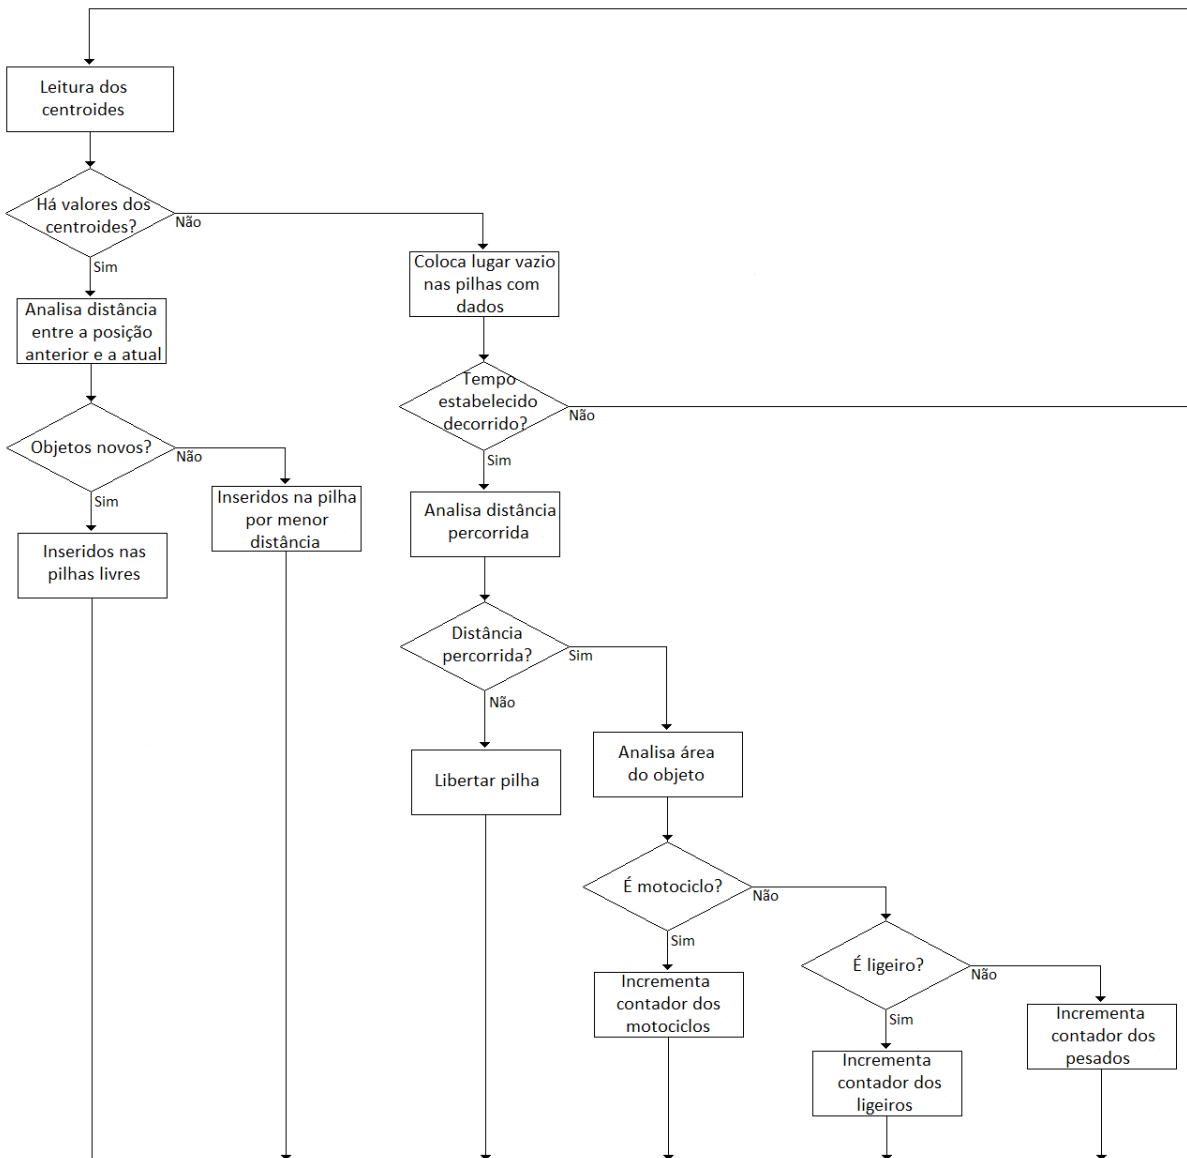 Leitura dos
centroides
Há valores dos
centroides?
Não
Sim
Coloca lugar vazio
nas pilhas com
dados
Analisa distância
entre a posição
anterior e a atual
Tempo
estabelecido
decorrido?
Não
Sim
Objetos novos?
Não
Sim
Inseridos na pilha
por menor
distância
Inseridos nas
pilhas livres
Analisa distância
percorrida
Distância
percorrida?
Sim
Não
Libertar pilha
Analisa área
do objeto
É motociclo?
Não
Sim
Incrementa
contador dos
motociclos
É ligeiro?
Não
Sim
Incrementa
contador dos
ligeiros
Incrementa
contador dos
pesados